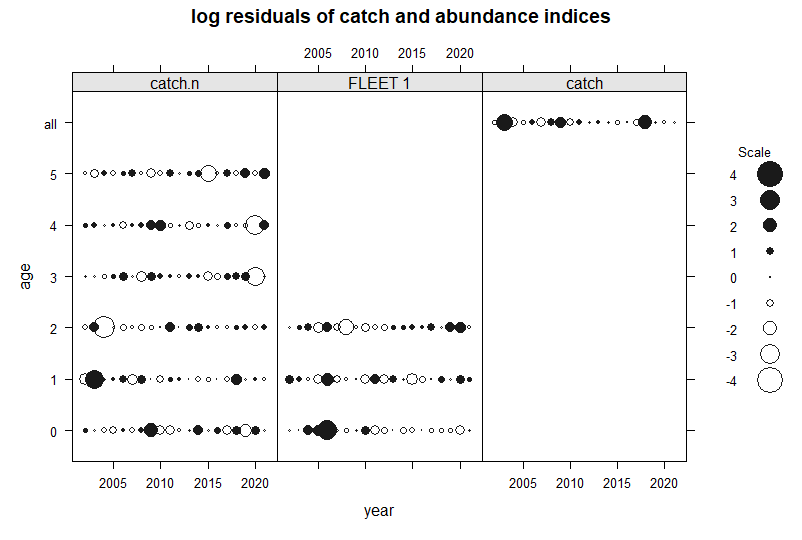 log residuals of catch and abundance indices
2005 2010 2015 2020
catch.n FLEET 1 catch
all
5
4
3
2
1
0
age
2005 2010 2015 2020 2005 2010 2015 2020
year
Scale
4
3
2
1
0
-1
-2
-3
-4